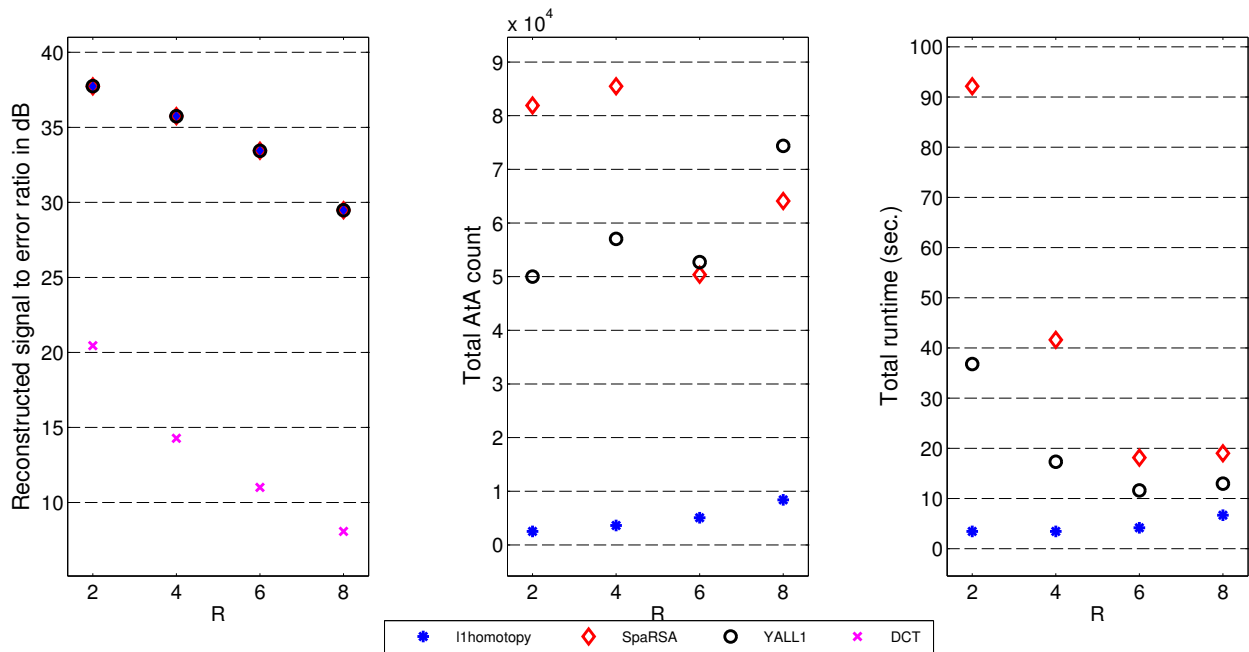 Reconstructed signal to error ratio in dB
40
35
30
25
20
15
10
2 4 6 8
R
x 10^4
Total AtA count
9
8
7
6
5
4
3
2
1
0
2 4 6 8
R
Total runtime (sec.)
100
90
80
70
60
50
40
30
20
10
0
2 4 6 8
R
l1homotopy SpaRSA YALL1 DCT